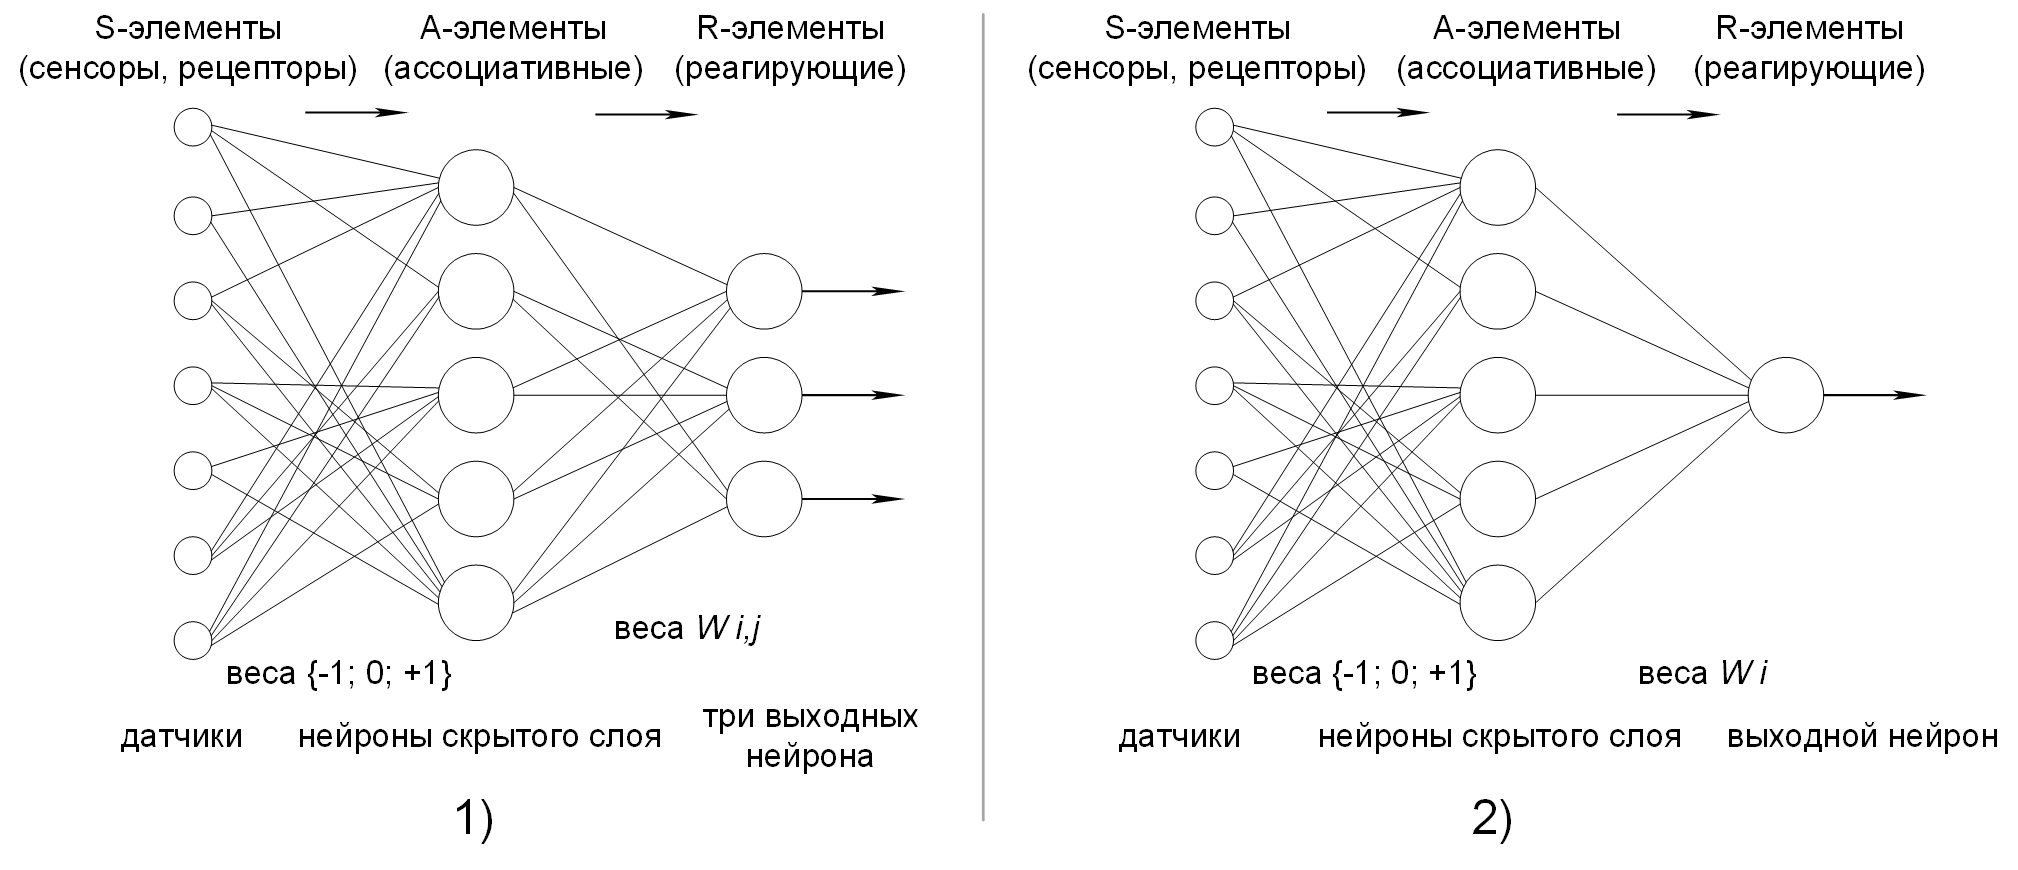 S-элементы
(сенсоры, рецепторы)
A-элементы
(ассоциативные)
R-элементы
(реагирующие)
веса W i,j
веса {-1; 0; +1}
датчики
нейроны скрытого слоя
три выходных
нейрона
1)
S-элементы
(сенсоры, рецепторы)
A-элементы
(ассоциативные)
R-элементы
(реагирующие)
веса {-1; 0; +1}
веса W i
датчики
нейроны скрытого слоя
выходной нейрон
2)